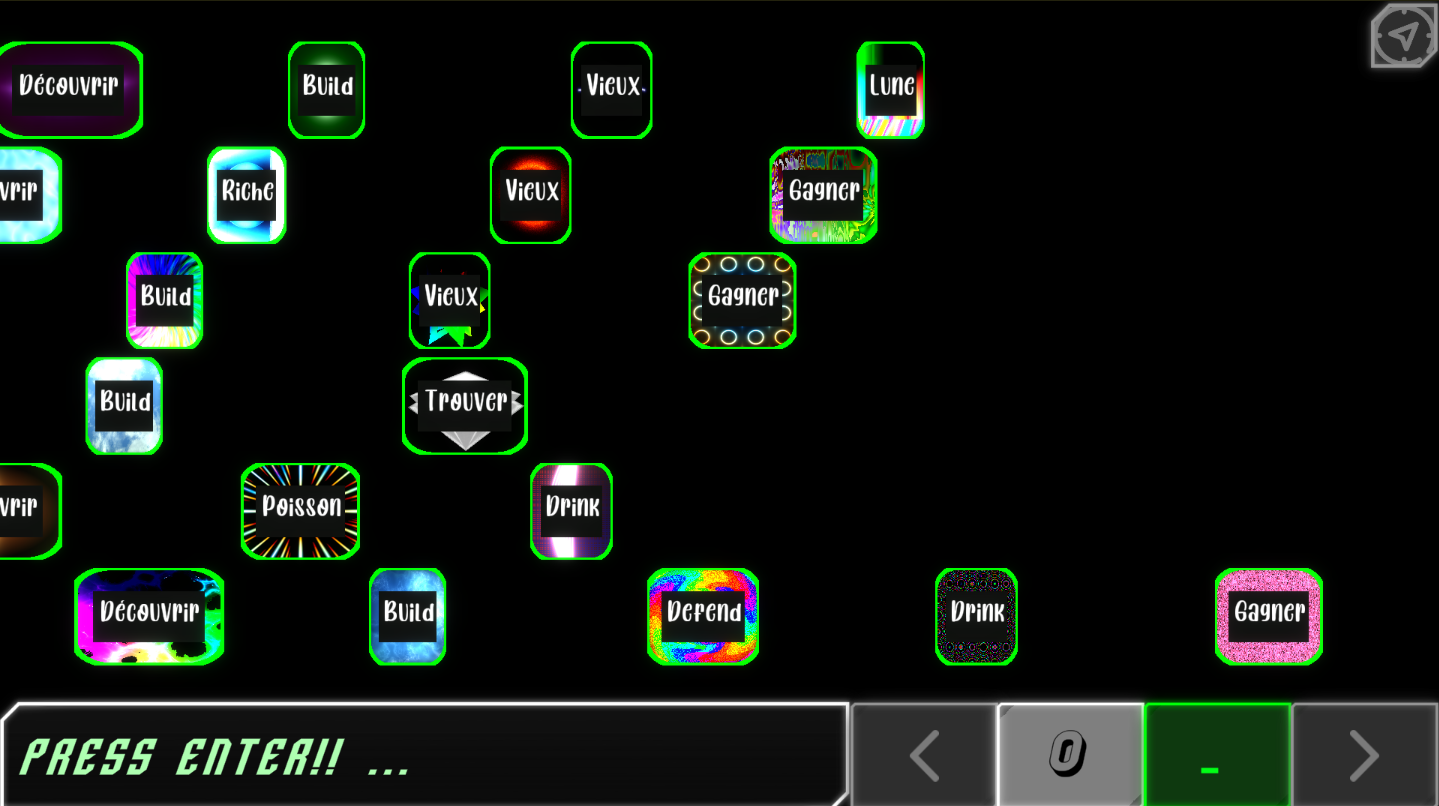 Découvrir Build Vieux Lune
vrir Riche Vieux Gagner
Build Vieux Gagner
Build Trouver
vrir Poisson Drink
Découvrir Build Defend Drink Gagner
PRESS ENTER!! ... 0 _